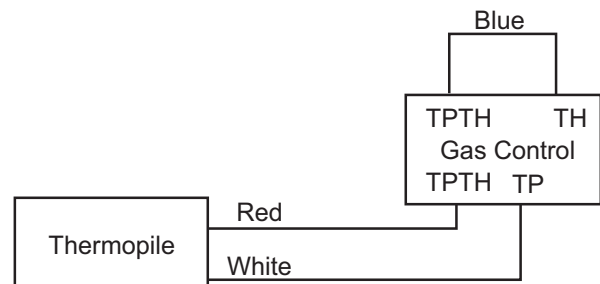 Blue
TPTH TH
Gas Control
TPTH TP
Red
Thermopile
White